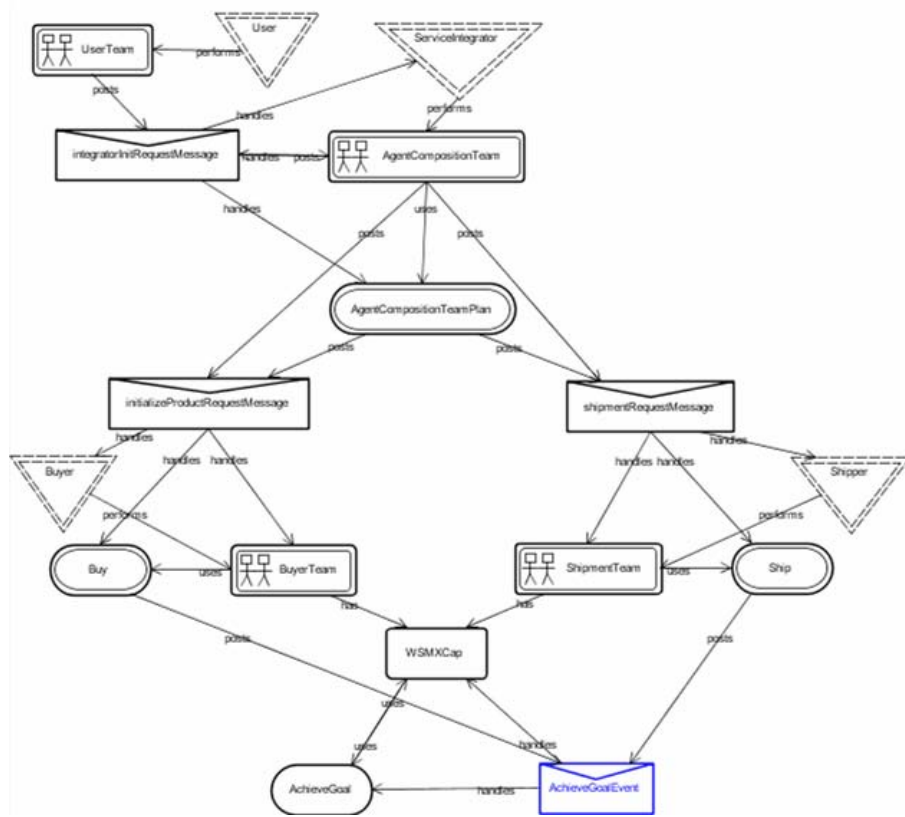 User
ServiceIntegrator
UserTeam
performs
posts
handles
performs
integratorInitRequestMessage
handles
posts
AgentCompositionTeam
handles
uses
posts
posts
AgentCompositionTeamPlan
posts
posts
initializeProductRequestMessage
shipmentRequestMessage
handles
handles
handles
handles
handles
handles
Buyer
Shipper
performs
performs
Buy
uses
BuyerTeam
ShipmentTeam
uses
Ship
has
has
posts
WSMXCap
posts
uses
uses
handles
AchieveGoal
handles
AchieveGoalEvent